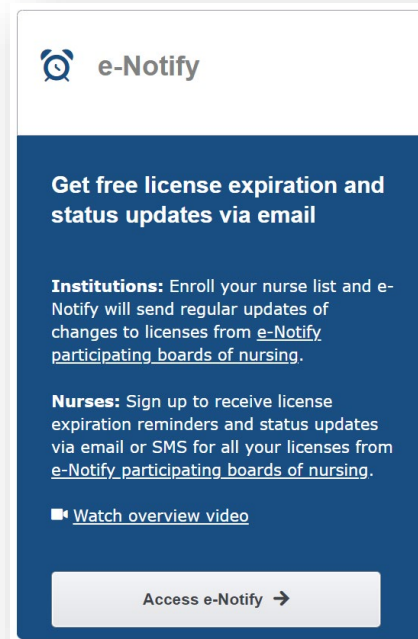 e-Notify
Get free license expiration and
status updates via email
Institutions: Enroll your nurse list and e-
Notify will send regular updates of
changes to licenses from e-Notify
participating boards of nursing.
Nurses: Sign up to receive license
expiration reminders and status updates
via email or SMS for all your licenses from
e-Notify participating boards of nursing.
Watch overview video
Access e-Notify →